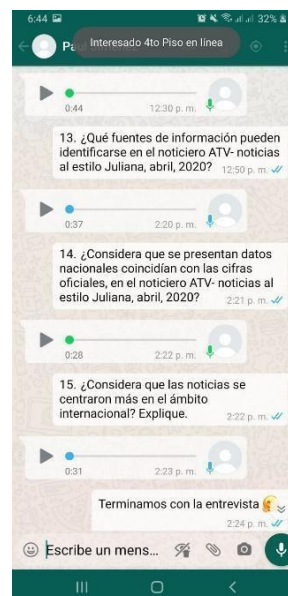 6:44
32%
Interesado 4to Piso en línea
0:44 12:30 p. m.
13. ¿Qué fuentes de información pueden
identificarse en el noticiero ATV- noticias
al estilo Juliana, abril, 2020? 12:50 p. m.
0:37 2:20 p. m.
14. ¿Considera que se presentan datos
nacionales coincidían con las cifras
oficiales, en el noticiero ATV- noticias al
estilo Juliana, abril, 2020? 2:21 p. m.
0:28 2:22 p. m.
15. ¿Considera que las noticias se
centraron más en el ámbito
internacional? Explique. 2:22 p. m.
0:31 2:23 p. m.
Terminamos con la entrevista
2:24 p. m.
Escribe un mens...